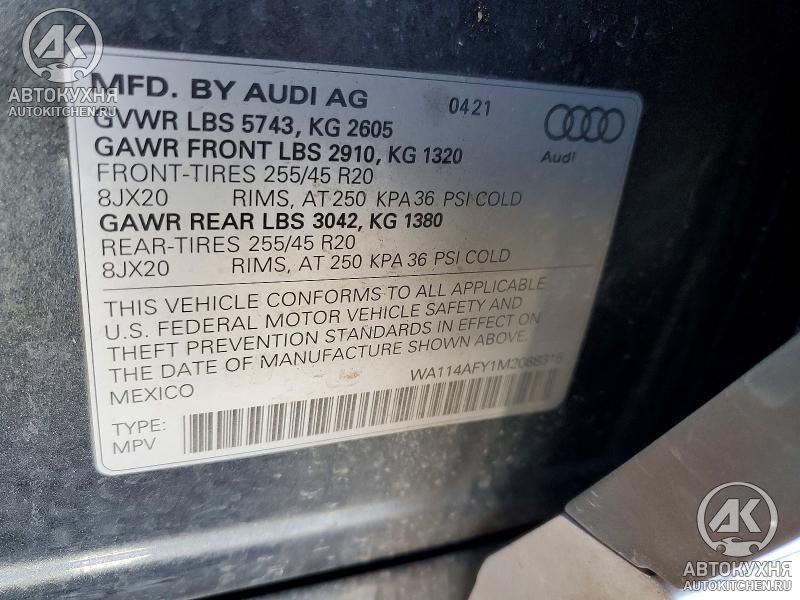 АК
АВТОКУХНЯ
AUTOKITCHEN.RU
MFD. BY AUDI AG 0421
GVWR LBS 5743, KG 2605
GAWR FRONT LBS 2910, KG 1320
Audi
FRONT-TIRES 255/45 R20
8JX20 RIMS, AT 250 KPA 36 PSI COLD
GAWR REAR LBS 3042, KG 1380
REAR-TIRES 255/45 R20
8JX20 RIMS, AT 250 KPA 36 PSI COLD
THIS VEHICLE CONFORMS TO ALL APPLICABLE
U.S. FEDERAL MOTOR VEHICLE SAFETY AND
THEFT PREVENTION STANDARDS IN EFFECT ON
THE DATE OF MANUFACTURE SHOWN ABOVE.
MEXICO
WA114AFY1M2088315
TYPE:
MPV
АК
АВТОКУХНЯ
AUTOKITCHEN.RU